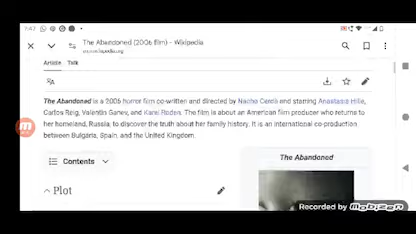 The Abandoned (2006 film) – Wikipedia
Article Talk
The Abandoned is a 2006 horror film co-written and directed by Nacho Cerdà and starring Anastasia Hille,
Carlos Reig, Valentin Ganev, and Karel Roden. The film is about an American film producer who returns to
her homeland, Russia, to discover the truth about her family history. It is an international co-production
between Bulgaria, Spain, and the United Kingdom.
Contents
The Abandoned
Plot
Recorded by Mobizen